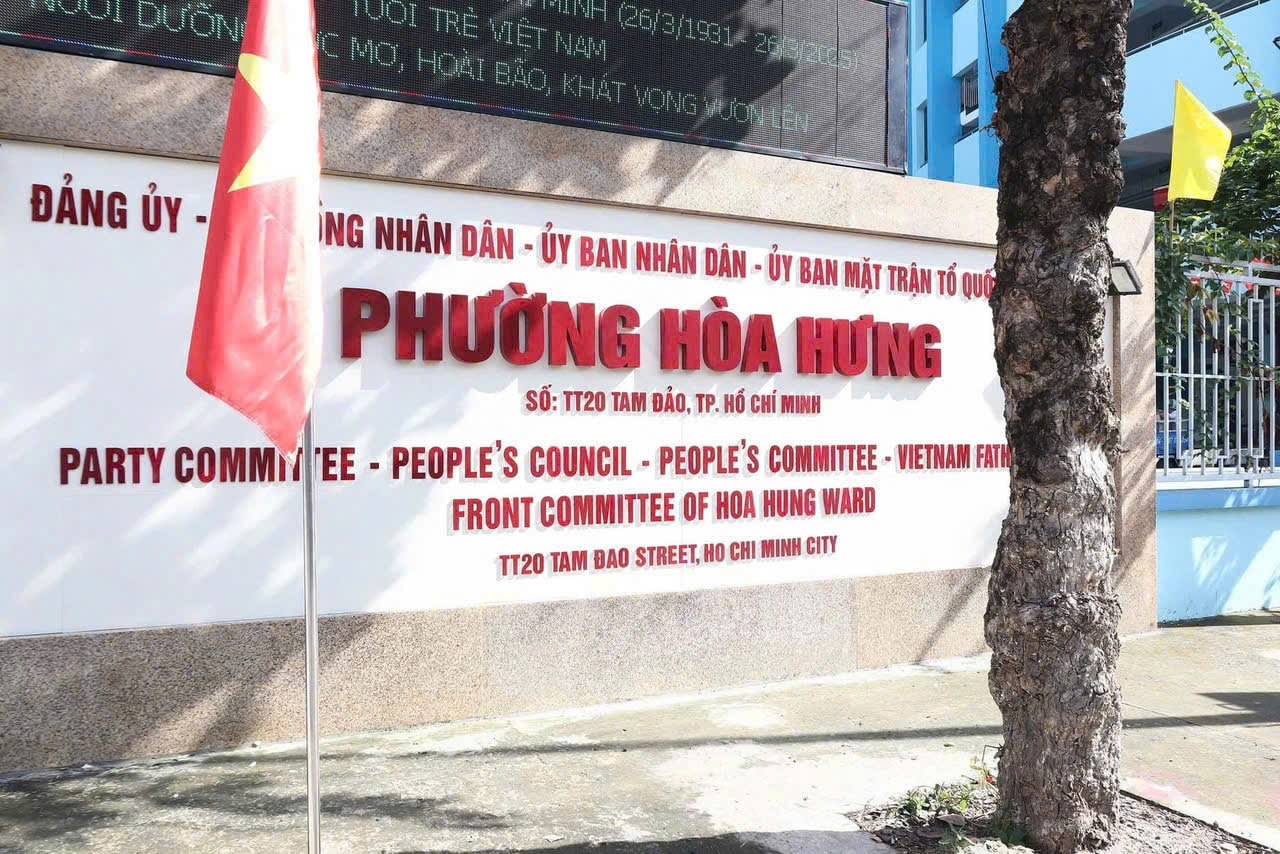 MINH (26/3/1931 - 26/3/2025)
TUỔI TRẺ VIỆT NAM
MƠ, HOÀI BÃO, KHÁT VỌNG VƯƠN LÊN
ĐẢNG ỦY - ĐỒNG NHÂN DÂN - ỦY BAN NHÂN DÂN - ỦY BAN MẶT TRẬN TỔ QUỐC
PHƯỜNG HÒA HƯNG
SỐ: TT20 TAM ĐẢO, TP. HỒ CHÍ MINH
PARTY COMMITTEE - PEOPLE'S COUNCIL - PEOPLE'S COMMITTEE - VIETNAM FATH
FRONT COMMITTEE OF HOA HUNG WARD
TT20 TAM ĐAO STREET, HO CHI MINH CITY